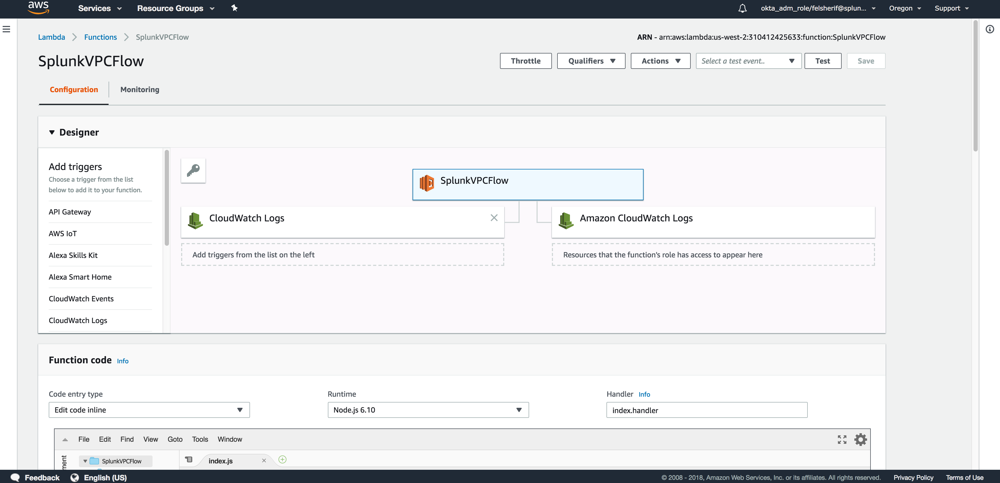 aws Services Resource Groups okta_adm_role/felsherif@splun... Oregon Support
Lambda Functions SplunkVPCFlow ARN - arn:aws:lambda:us-west-2:310412425633:function:SplunkVPCFlow
SplunkVPCFlow Throttle Qualifiers Actions Select a test event.. Test Save
Configuration Monitoring
Designer
Add triggers
Choose a trigger from the list
below to add it to your function.
API Gateway
AWS IoT
Alexa Skills Kit
Alexa Smart Home
CloudWatch Events
CloudWatch Logs
SplunkVPCFlow
CloudWatch Logs
Add triggers from the list on the left
Amazon CloudWatch Logs
Resources that the function's role has access to appear here
Function code Info
Code entry type Runtime Handler Info
Edit code inline Node.js 6.10 index.handler
File Edit Find View Goto Tools Window
ment SplunkVPCFlow index.js
Feedback English (US) © 2008 - 2018, Amazon Web Services, Inc. or its affiliates. All rights reserved. Privacy Policy Terms of Use